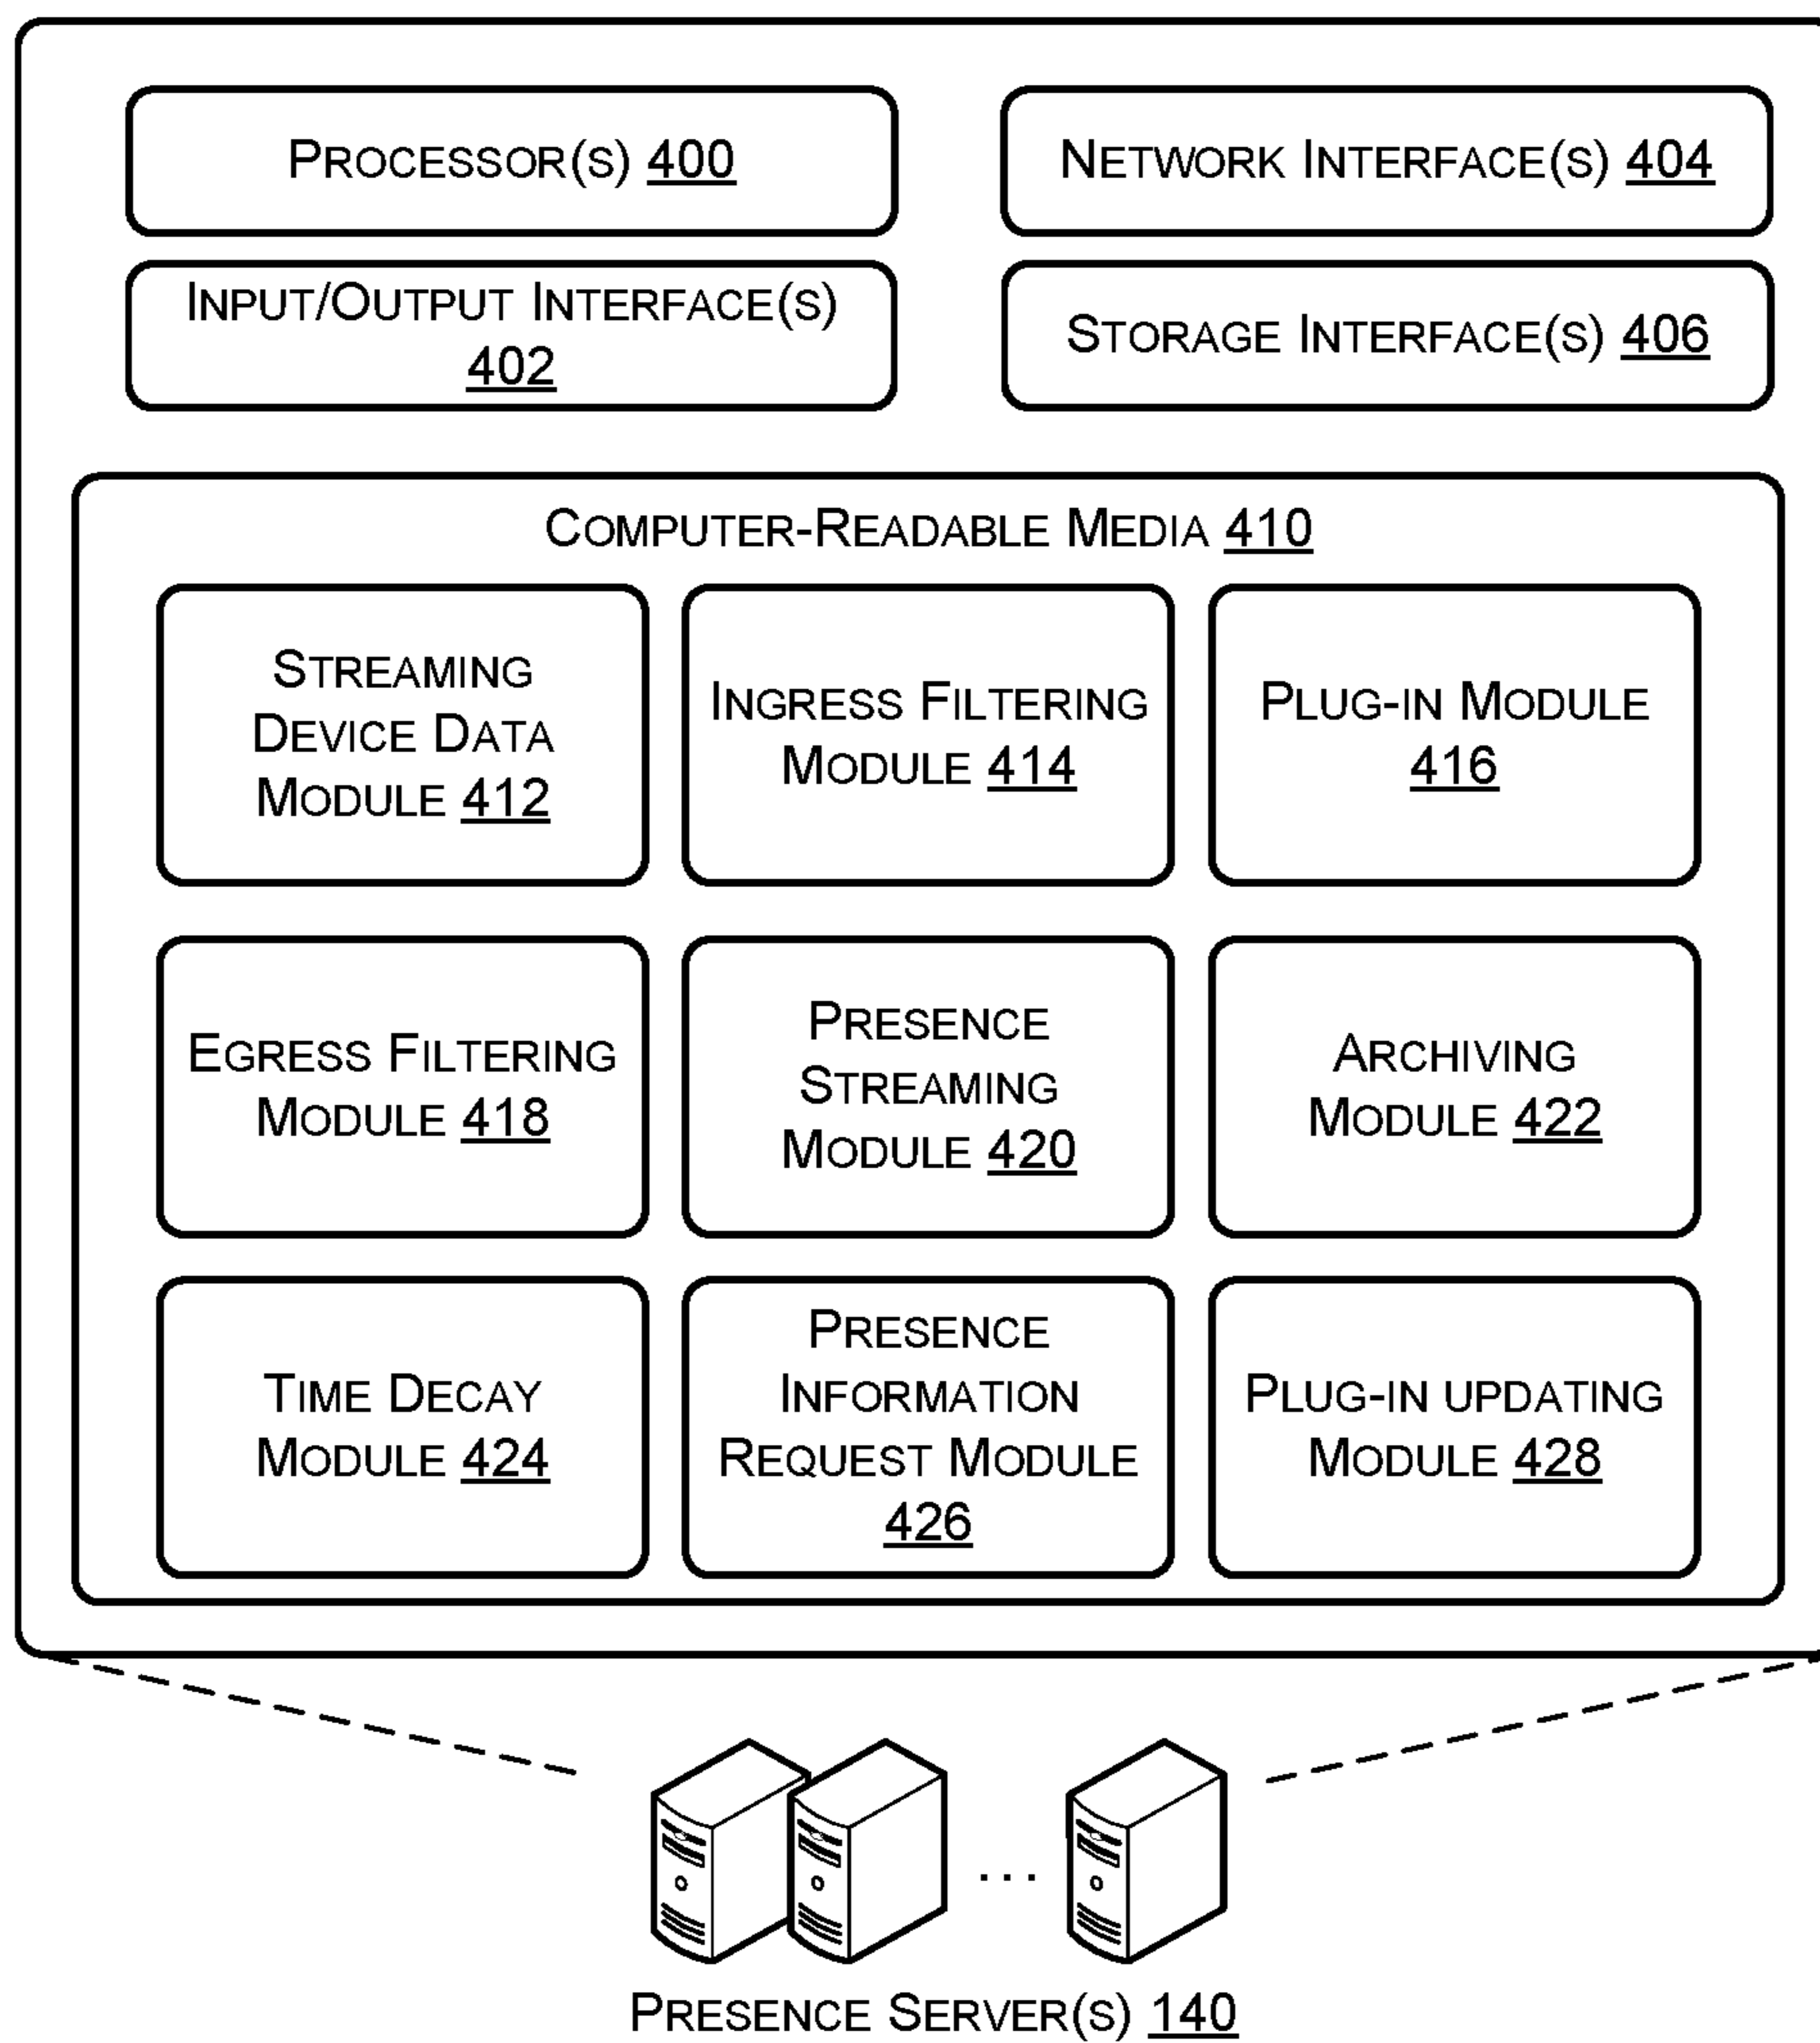 PROCESSOR(S) 400
NETWORK INTERFACE(S) 404
INPUT/OUTPUT INTERFACE(S)
402
STORAGE INTERFACE(S) 406
COMPUTER-READABLE MEDIA 410
STREAMING
DEVICE DATA
MODULE 412
INGRESS FILTERING
MODULE 414
PLUG-IN MODULE
416
EGRESS FILTERING
MODULE 418
PRESENCE
STREAMING
MODULE 420
ARCHIVING
MODULE 422
TIME DECAY
MODULE 424
PRESENCE
INFORMATION
REQUEST MODULE
426
PLUG-IN UPDATING
MODULE 428
...
PRESENCE SERVER(S) 140